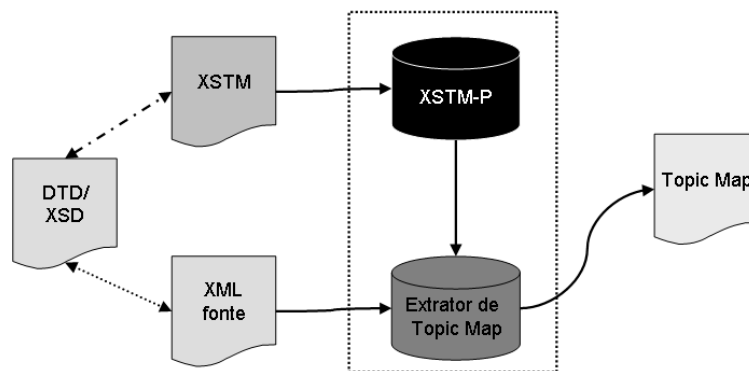 XSTM
XSTM-P
DTD/
XSD
Topic Map
XML
fonte
Extrator de
Topic Map